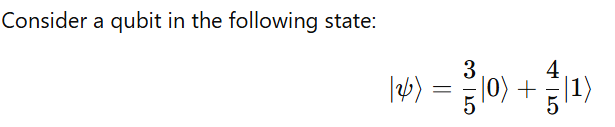 Consider a qubit in the following state:
|ψ⟩ = 3/5|0⟩ + 4/5|1⟩